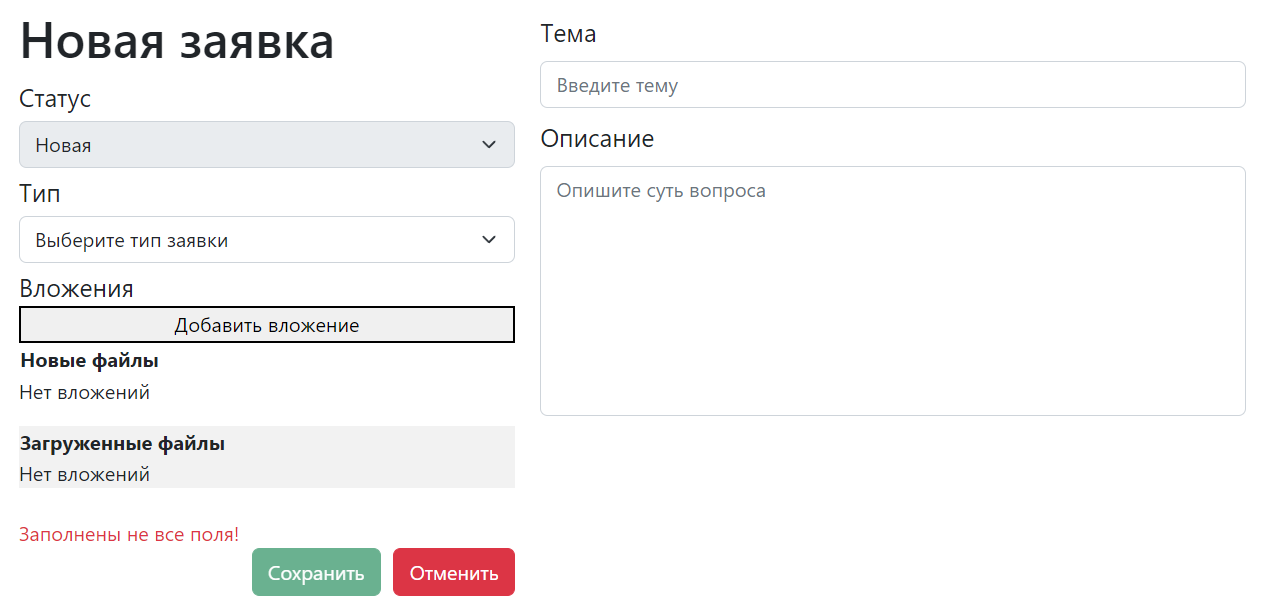 Новая заявка
Статус
Новая
Тип
Выберите тип заявки
Вложения
Добавить вложение
Новые файлы
Нет вложений
Загруженные файлы
Нет вложений
Заполнены не все поля!
Сохранить
Отменить
Тема
Введите тему
Описание
Опишите суть вопроса